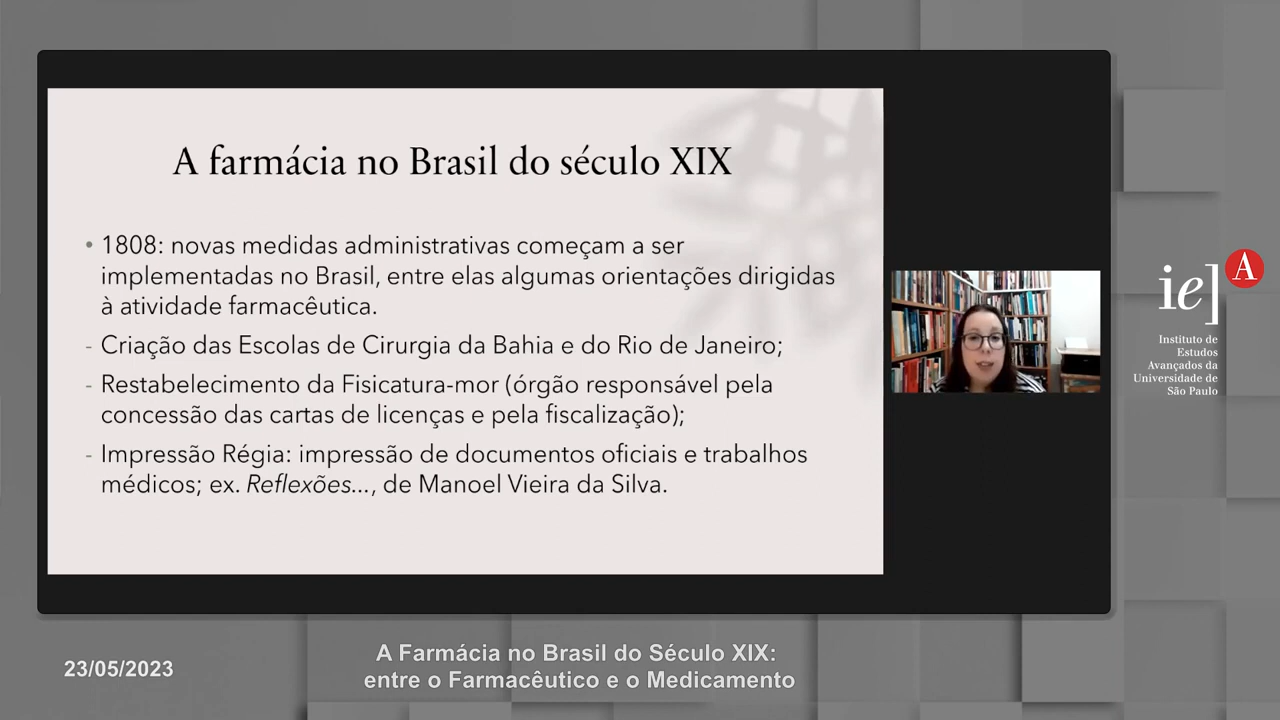 A farmácia no Brasil do século XIX
• 1808: novas medidas administrativas começam a ser
implementadas no Brasil, entre elas algumas orientações dirigidas
à atividade farmacêutica.
- Criação das Escolas de Cirurgia da Bahia e do Rio de Janeiro;
- Restabelecimento da Fisicatura-mor (órgão responsável pela
concessão das cartas de licenças e pela fiscalização);
- Impressão Régia: impressão de documentos oficiais e trabalhos
médicos; ex. Reflexões..., de Manoel Vieira da Silva.
ie] A
Instituto de
Estudos
Avançados da
Universidade de
São Paulo
23/05/2023
A Farmácia no Brasil do Século XIX:
entre o Farmacêutico e o Medicamento